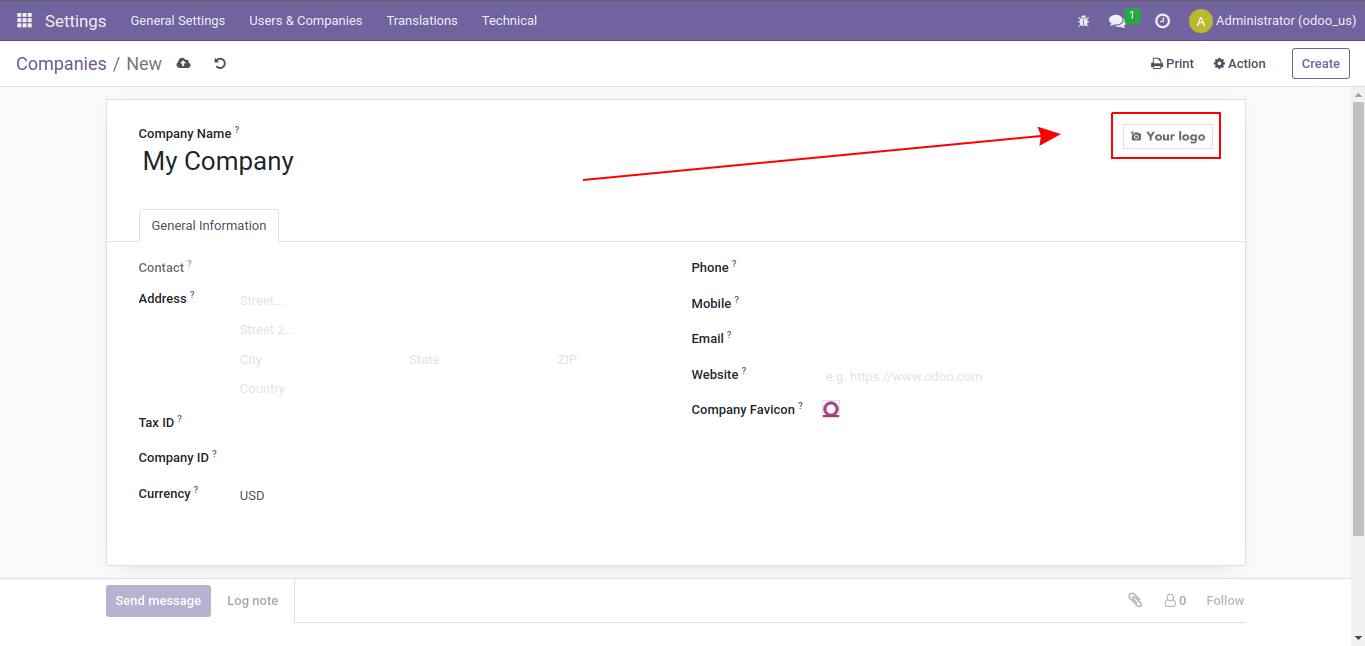 Settings General Settings Users & Companies Translations Technical 1 A Administrator (odoo_us)
Companies / New Print Action Create
Company Name ?
My Company
Your logo
General Information
Contact ?
Address ? Street...
Street 2...
City State ZIP
Country
Tax ID ?
Company ID ?
Currency ? USD
Phone ?
Mobile ?
Email ?
Website ? e.g. https://www.odoo.com
Company Favicon ?
Send message Log note 0 Follow